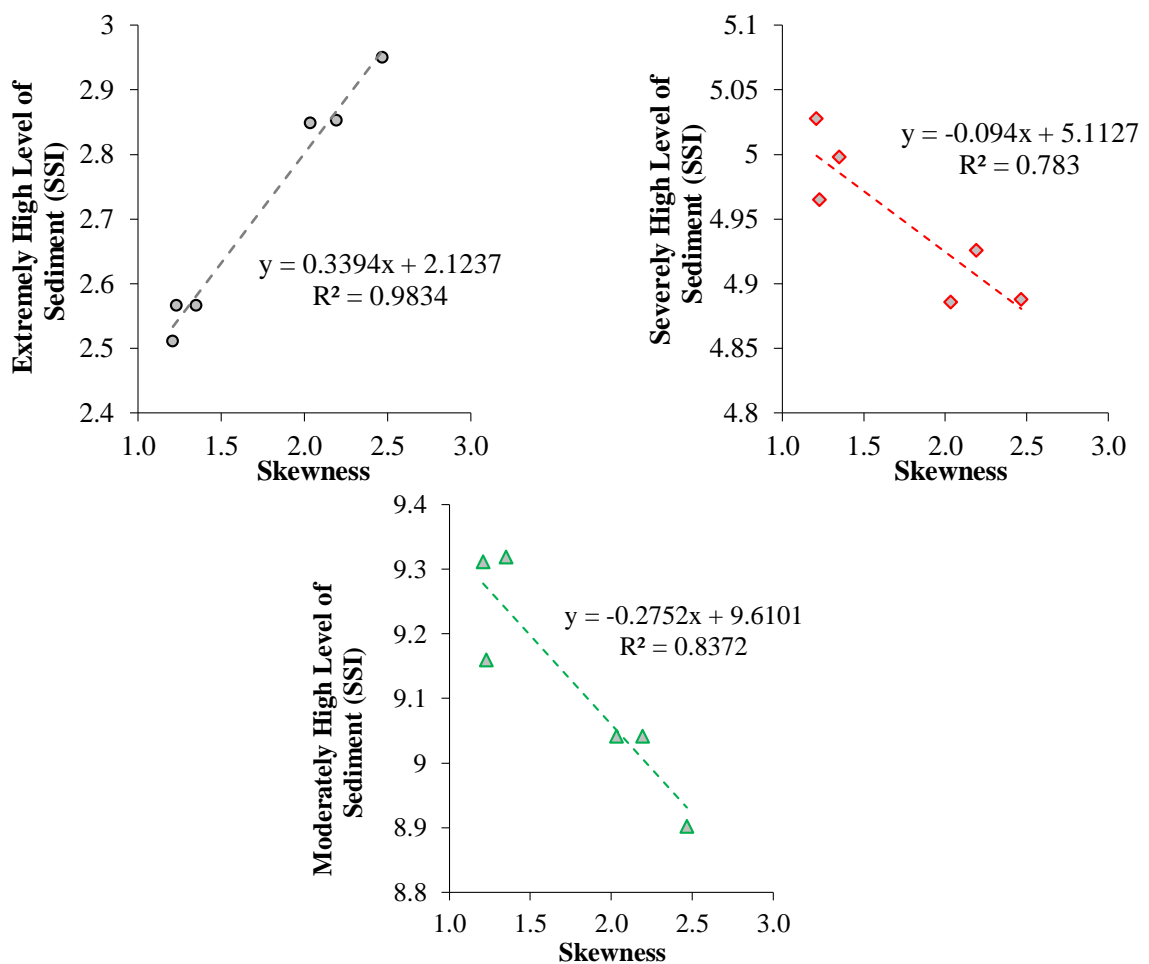 Extremely High Level of
Sediment (SSI)
3
2.9
2.8
2.7
2.6
2.5
2.4
y = 0.3394x + 2.1237
R² = 0.9834
1.0 1.5 2.0 2.5 3.0
Skewness
Severely High Level of
Sediment (SSI)
5.1
5.05
5
4.95
4.9
4.85
4.8
y = -0.094x + 5.1127
R² = 0.783
1.0 1.5 2.0 2.5 3.0
Skewness
Moderately High Level of
Sediment (SSI)
9.4
9.3
9.2
9.1
9
8.9
8.8
y = -0.2752x + 9.6101
R² = 0.8372
1.0 1.5 2.0 2.5 3.0
Skewness